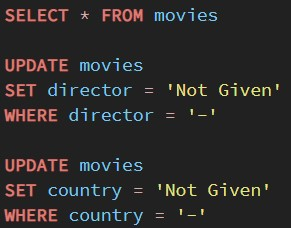 SELECT * FROM movies
UPDATE movies
SET director = 'Not Given'
WHERE director = '-'
UPDATE movies
SET country = 'Not Given'
WHERE country = '-'